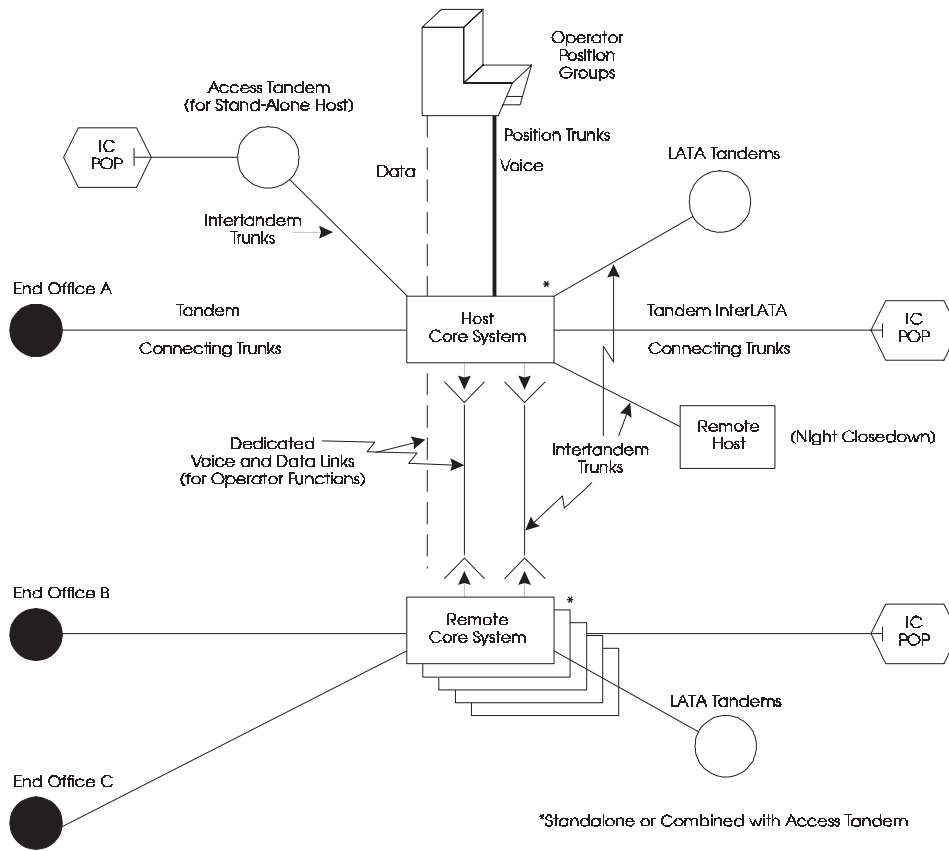 Operator
Position
Groups
Access Tandem
(for Stand-Alone Host)
IC
POP
Position Trunks
Data
Voice
LATA Tandems
Intertandem
Trunks
End Office A
*
Tandem
Connecting Trunks
Host
Core System
Tandem InterLATA
Connecting Trunks
IC
POP
Remote
Host
(Night Closedown)
Dedicated
Voice and Data Links
(for Operator Functions)
Intertandem
Trunks
End Office B
*
Remote
Core System
IC
POP
LATA Tandems
End Office C
*Standalone or Combined with Access Tandem